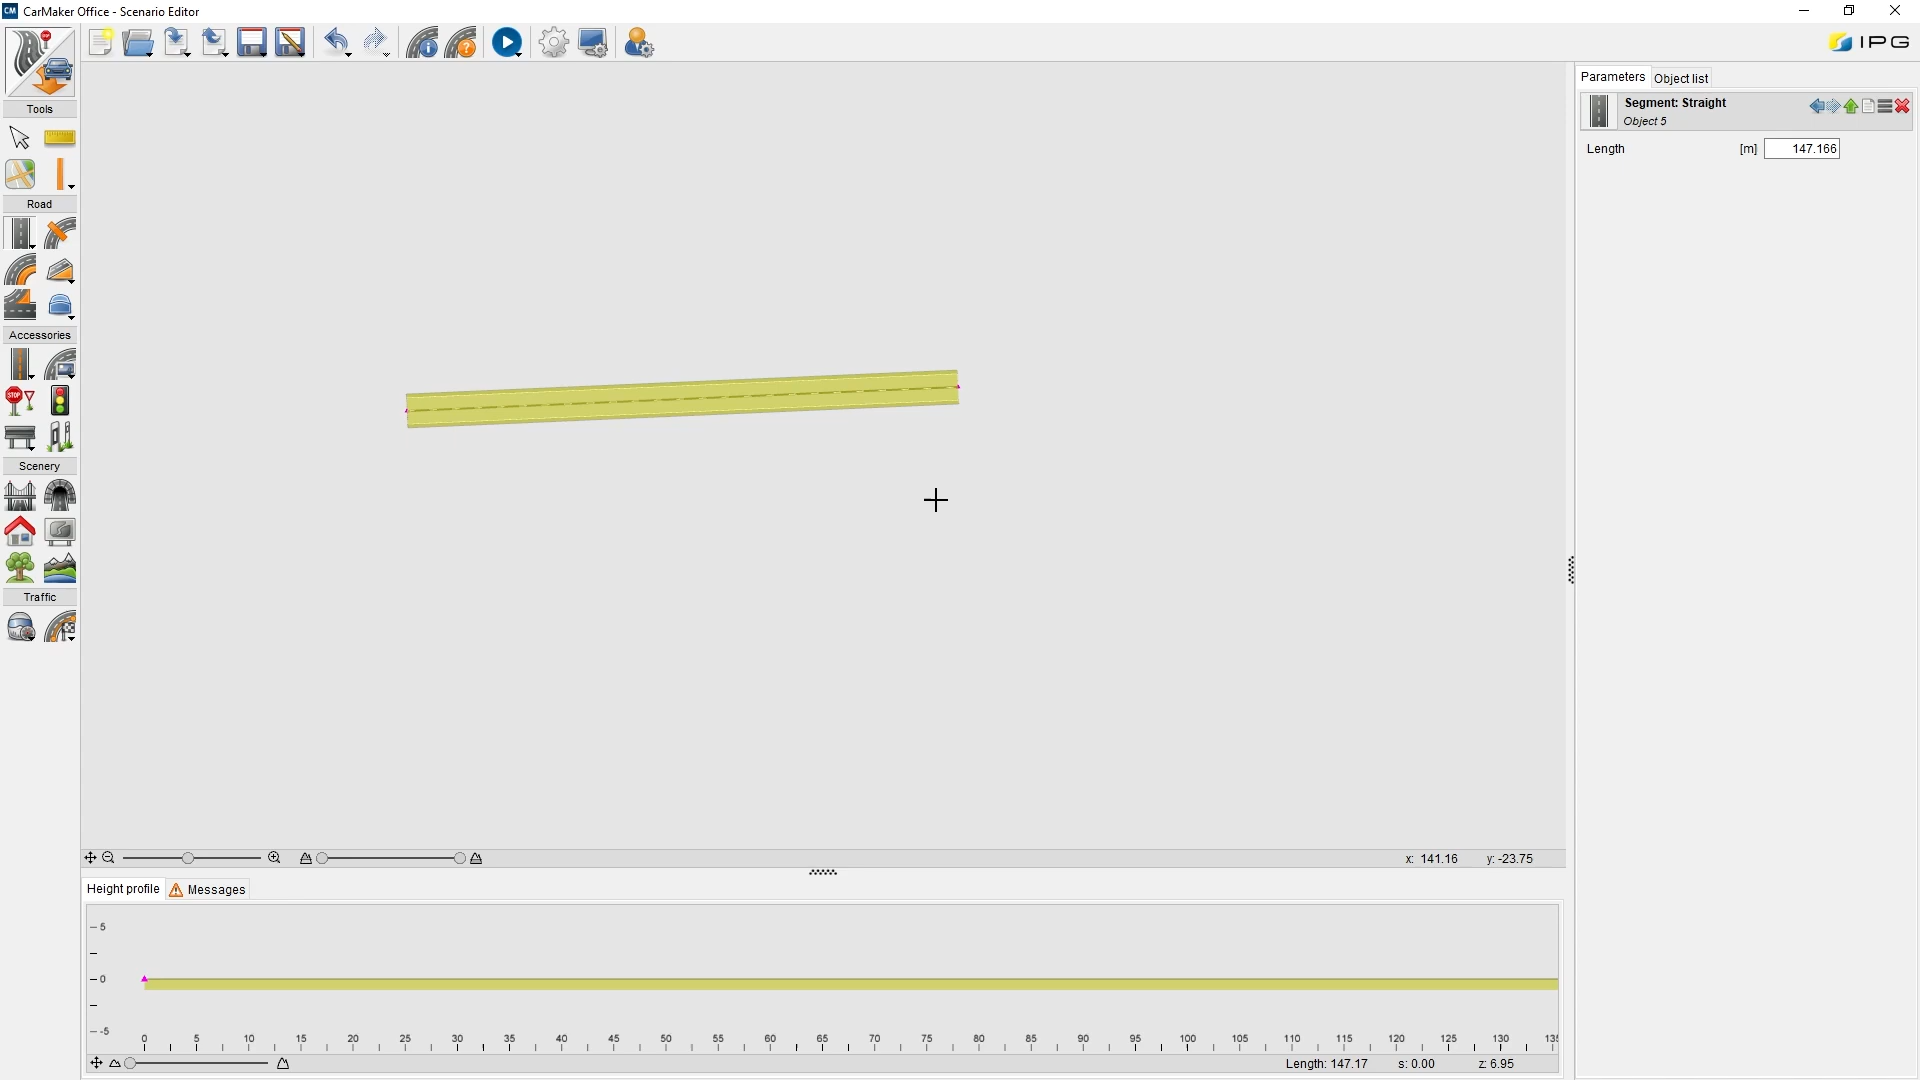 CM CarMaker Office - Scenario Editor
IPG
Tools
Road
Accessories
STOP
Scenery
Traffic
Parameters Object list
Segment: Straight
Object 5
Length [m] 147.166
x: 141.16 y: -23.75
Height profile Messages
5
0
-5
0 5 10 15 20 25 30 35 40 45 50 55 60 65 70 75 80 85 90 95 100 105 110 115 120 125 130
Length: 147.17 s: 0.00 z: 6.95